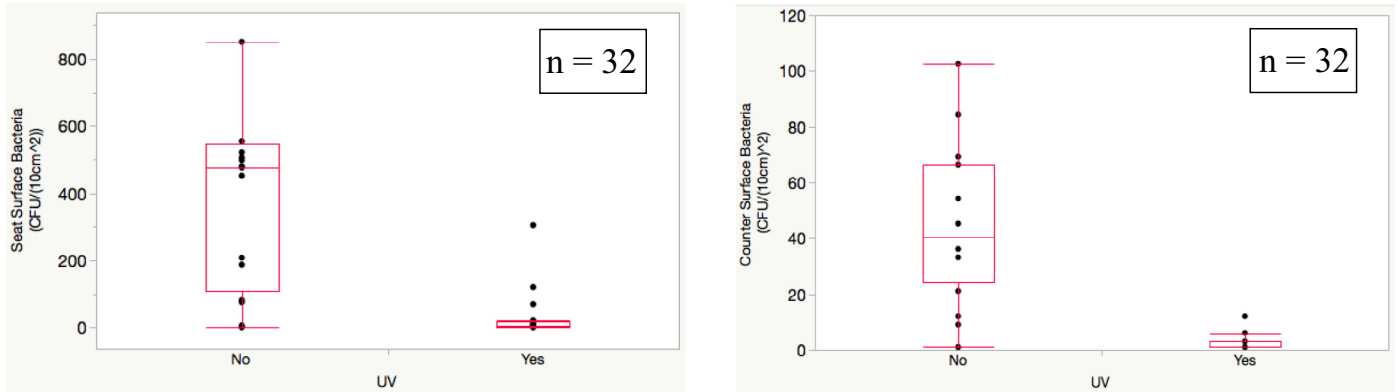 Seat Surface Bacteria
(CFU/(10cm^2))
800
600
400
200
0
n = 32
No
Yes
UV
Counter Surface Bacteria
(CFU/(10cm)^2)
120
100
80
60
40
20
0
n = 32
No
Yes
UV